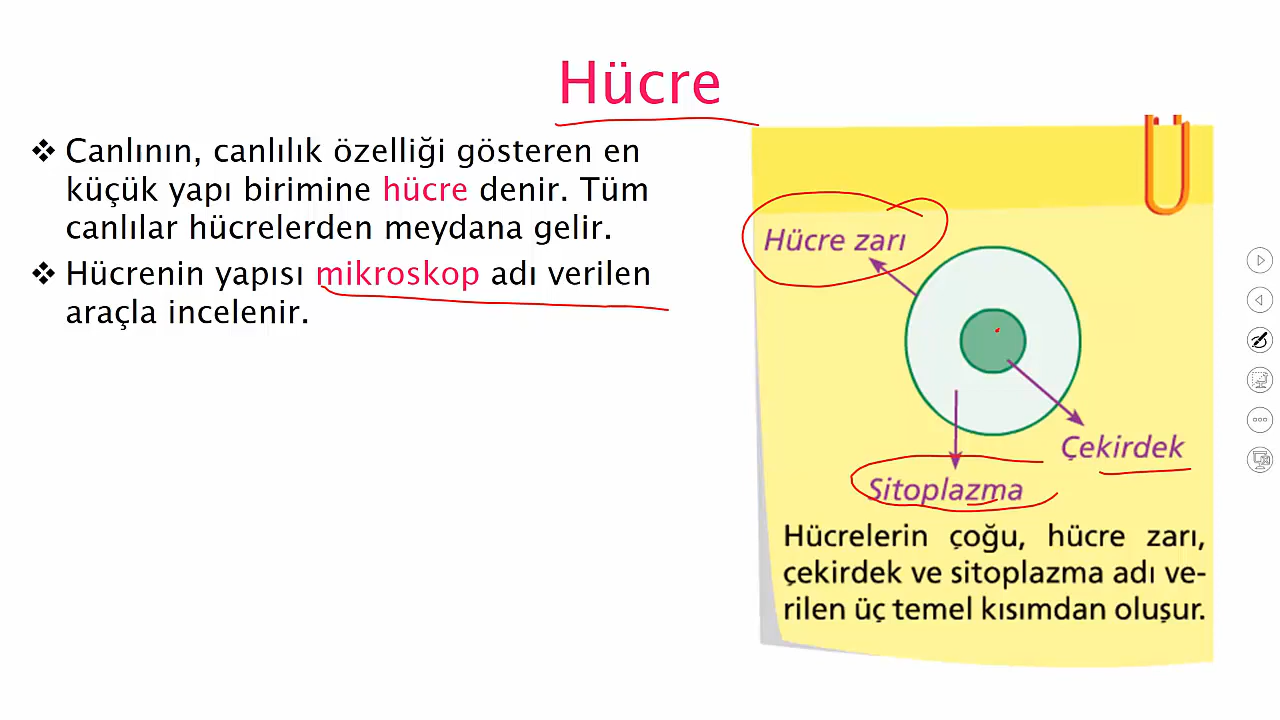 Hücre
❖ Canlının, canlılık özelliği gösteren en
küçük yapı birimine hücre denir. Tüm
canlılar hücrelerden meydana gelir.
❖ Hücrenin yapısı mikroskop adı verilen
araçla incelenir.
Hücre zarı
Çekirdek
Sitoplazma
Hücrelerin çoğu, hücre zarı,
çekirdek ve sitoplazma adı ve-
rilen üç temel kısımdan oluşur.